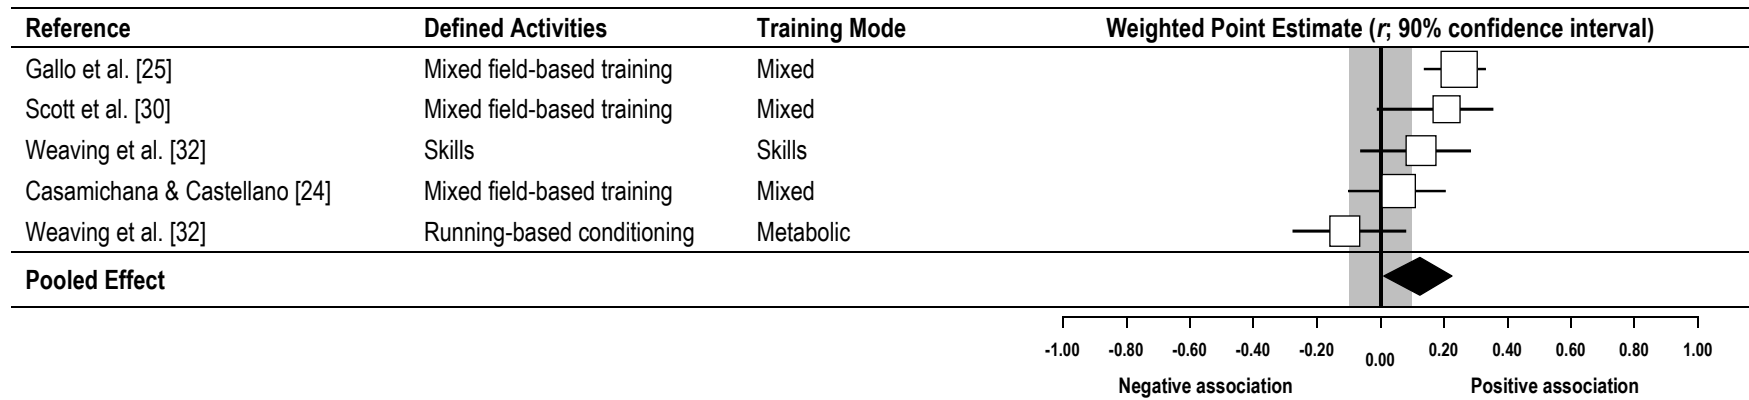 Reference Defined Activities Training Mode Weighted Point Estimate (r; 90% confidence interval)
Gallo et al. [25] Mixed field-based training Mixed
Scott et al. [30] Mixed field-based training Mixed
Weaving et al. [32] Skills Skills
Casamichana & Castellano [24] Mixed field-based training Mixed
Weaving et al. [32] Running-based conditioning Metabolic
Pooled Effect
-1.00 -0.80 -0.60 -0.40 -0.20 0.00 0.20 0.40 0.60 0.80 1.00
Negative association Positive association